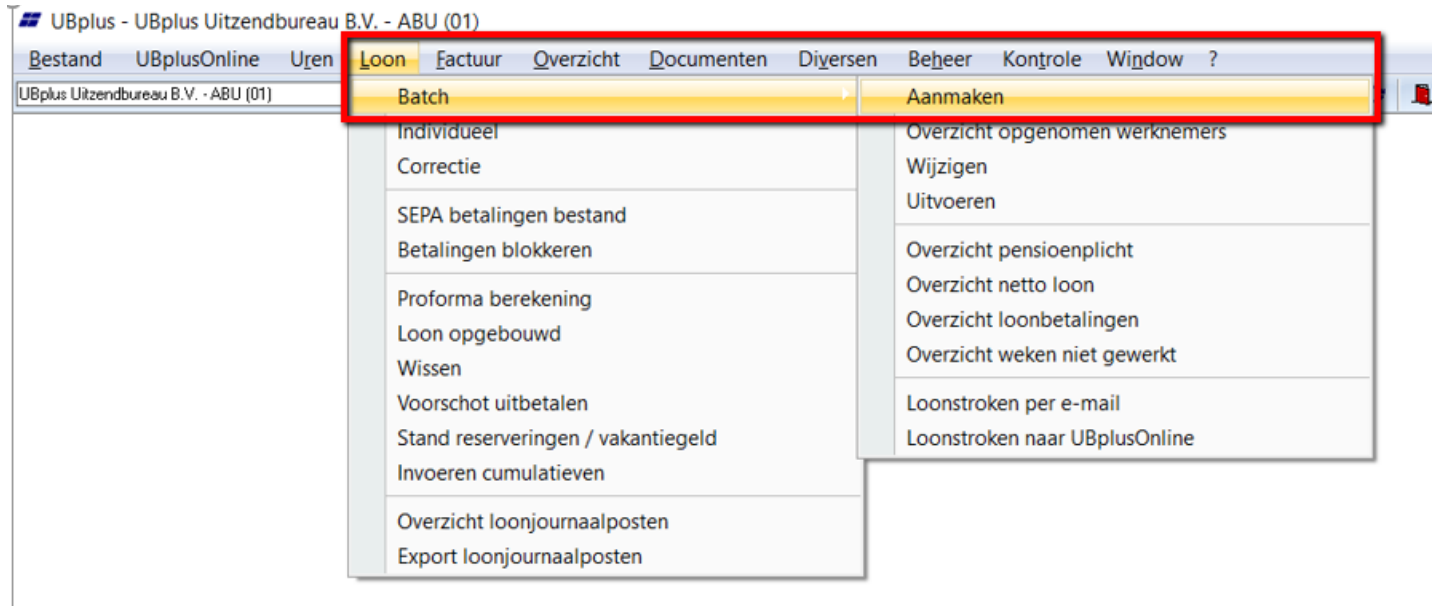 UBplus - UBplus Uitzendbureau B.V. - ABU (01)
Bestand UBplusOnline Uren Loon Factuur Overzicht Documenten Diversen Beheer Kontrole Window ?
UBplus Uitzendbureau B.V. - ABU (01)
Batch
Individueel
Correctie
SEPA betalingen bestand
Betalingen blokkeren
Proforma berekening
Loon opgebouwd
Wissen
Voorschot uitbetalen
Stand reserveringen / vakantiegeld
Invoeren cumulatieven
Overzicht loonjournaalposten
Export loonjournaalposten
Aanmaken
Overzicht opgenomen werknemers
Wijzigen
Uitvoeren
Overzicht pensioenplicht
Overzicht netto loon
Overzicht loonbetalingen
Overzicht weken niet gewerkt
Loonstroken per e-mail
Loonstroken naar UBplusOnline